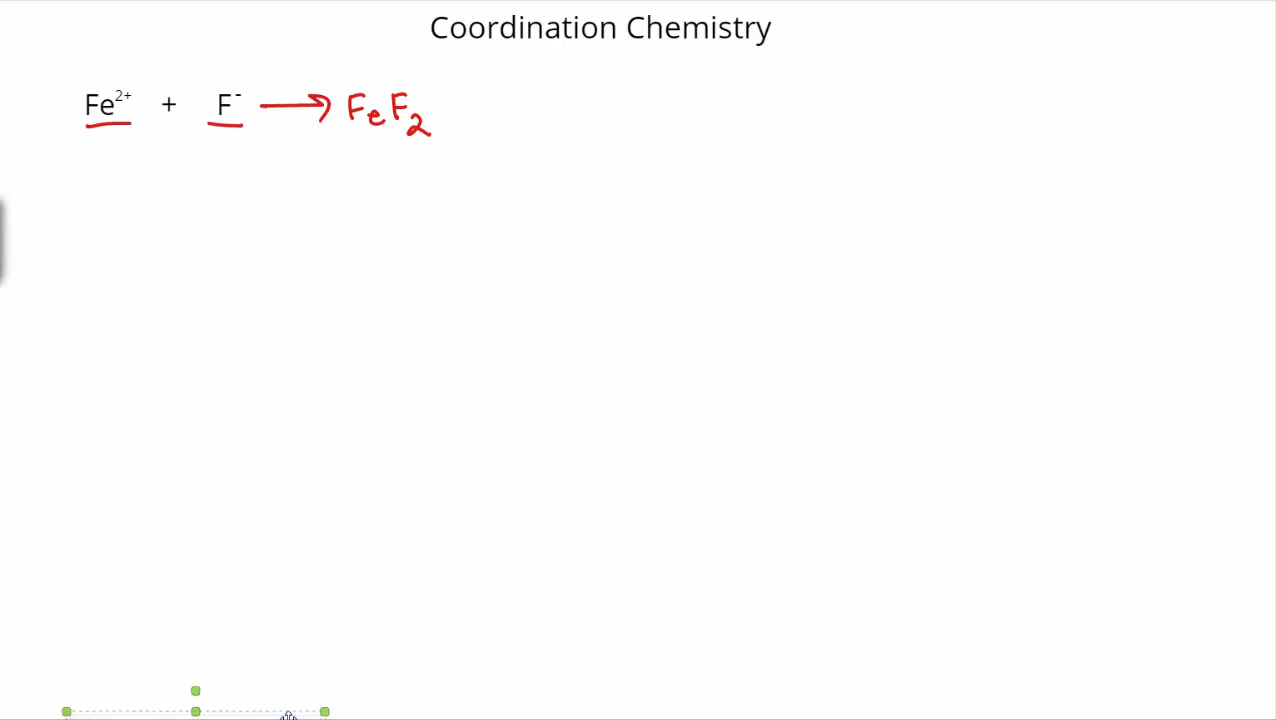 Coordination Chemistry
Fe²⁺ + F⁻ ⟶ FeF₂